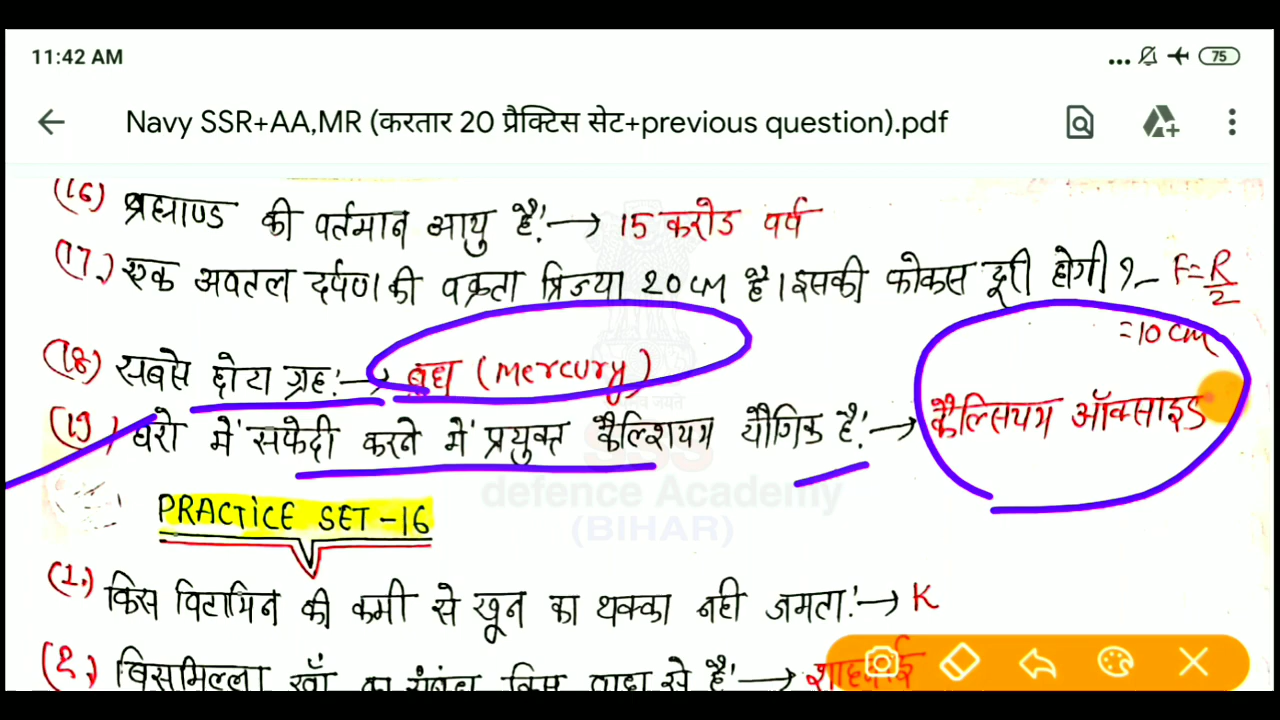 11:42 AM
... 75
Navy SSR+AA,MR (करतार 20 प्रैक्टिस सेट+previous question).pdf
(16) ब्रह्माण्ड की वर्तमान आयु है:→ 15 करोड वर्ष
(17.) एक अवतल दर्पण की वक्रता त्रिज्या 20 CM है। इसकी फोकस दूरी होगी ?- F=R/2
=10 cm
(18) सबसे छोटा ग्रह:→ बुध (Mercury)
(19) घरो में सफेदी करने में प्रयुक्त कैल्शियम यौगिक है:→ कैल्सियम ऑक्साइड
defence Academy
(BIHAR)
PRACTICE SET-16
(1.) किस विटामिन की कमी से खून का थक्का नही जमता:→ K
(2.) बिसमिल्ला खाँ का संबंध किस वाद्य से है:→